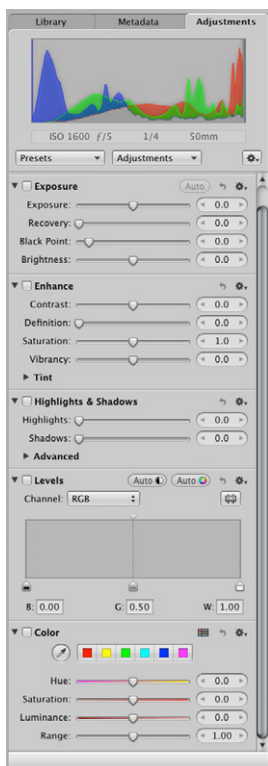 Library Metadata Adjustments
ISO 1600 f/5 1/4 50mm
Presets Adjustments
Exposure Auto
Exposure: 0.0
Recovery: 0.0
Black Point: 0.0
Brightness: 0.0
Enhance
Contrast: 0.0
Definition: 0.0
Saturation: 1.0
Vibrancy: 0.0
Tint
Highlights & Shadows
Highlights: 0.0
Shadows: 0.0
Advanced
Levels Auto Auto
Channel: RGB
B: 0.00 G: 0.50 W: 1.00
Color
Hue: 0.0
Saturation: 0.0
Luminance: 0.0
Range: 1.00